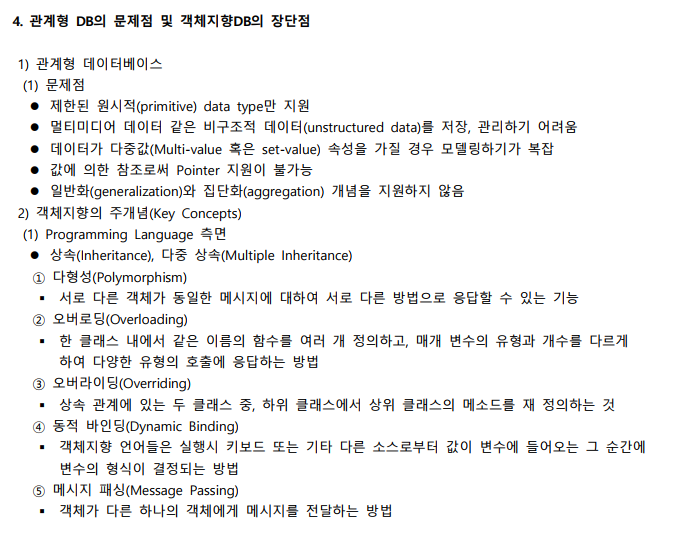 4. 관계형 DB의 문제점 및 객체지향DB의 장단점
1) 관계형 데이터베이스
(1) 문제점
● 제한된 원시적(primitive) data type만 지원
● 멀티미디어 데이터 같은 비구조적 데이터(unstructured data)를 저장, 관리하기 어려움
● 데이터가 다중값(Multi-value 혹은 set-value) 속성을 가질 경우 모델링하기가 복잡
● 값에 의한 참조로써 Pointer 지원이 불가능
● 일반화(generalization)와 집단화(aggregation) 개념을 지원하지 않음
2) 객체지향의 주개념(Key Concepts)
(1) Programming Language 측면
● 상속(Inheritance), 다중 상속(Multiple Inheritance)
① 다형성(Polymorphism)
▪ 서로 다른 객체가 동일한 메시지에 대하여 서로 다른 방법으로 응답할 수 있는 기능
② 오버로딩(Overloading)
▪ 한 클래스 내에서 같은 이름의 함수를 여러 개 정의하고, 매개 변수의 유형과 개수를 다르게
하여 다양한 유형의 호출에 응답하는 방법
③ 오버라이딩(Overriding)
▪ 상속 관계에 있는 두 클래스 중, 하위 클래스에서 상위 클래스의 메소드를 재 정의하는 것
④ 동적 바인딩(Dynamic Binding)
▪ 객체지향 언어들은 실행시 키보드 또는 기타 다른 소스로부터 값이 변수에 들어오는 그 순간에
변수의 형식이 결정되는 방법
⑤ 메시지 패싱(Message Passing)
▪ 객체가 다른 하나의 객체에게 메시지를 전달하는 방법